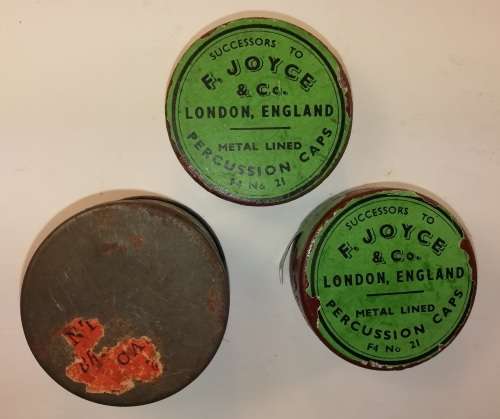 SUCCESSORS TO
F. JOYCE
& Co.
LONDON, ENGLAND
METAL LINED
PERCUSSION CAPS
F4 No 21
SUCCESSORS TO
F. JOYCE
& Co.
LONDON, ENGLAND
METAL LINED
PERCUSSION CAPS
F4 No 21